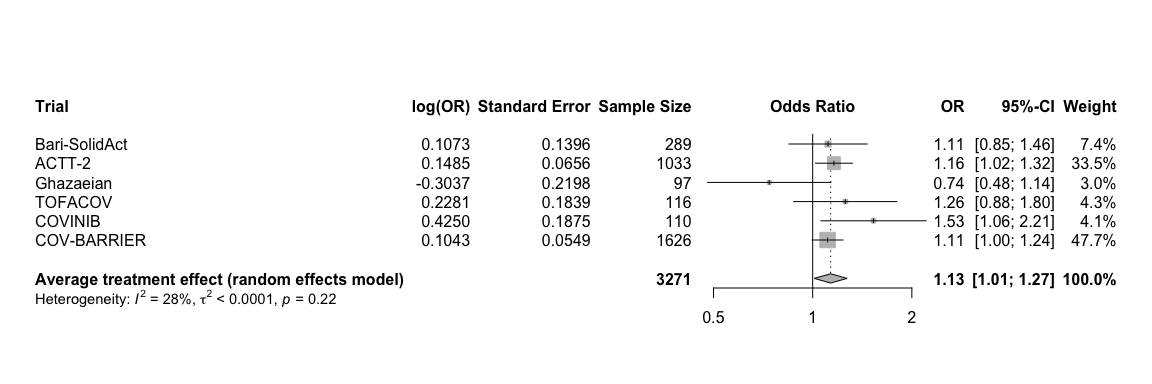 Trial log(OR) Standard Error Sample Size Odds Ratio OR 95%-CI Weight
Bari-SolidAct 0.1073 0.1396 289 1.11 [0.85; 1.46] 7.4%
ACTT-2 0.1485 0.0656 1033 1.16 [1.02; 1.32] 33.5%
Ghazaeian -0.3037 0.2198 97 0.74 [0.48; 1.14] 3.0%
TOFACOV 0.2281 0.1839 116 1.26 [0.88; 1.80] 4.3%
COVINIB 0.4250 0.1875 110 1.53 [1.06; 2.21] 4.1%
COV-BARRIER 0.1043 0.0549 1626 1.11 [1.00; 1.24] 47.7%
Average treatment effect (random effects model) 3271 1.13 [1.01; 1.27] 100.0%
Heterogeneity: I² = 28%, τ² < 0.0001, p = 0.22
0.5 1 2